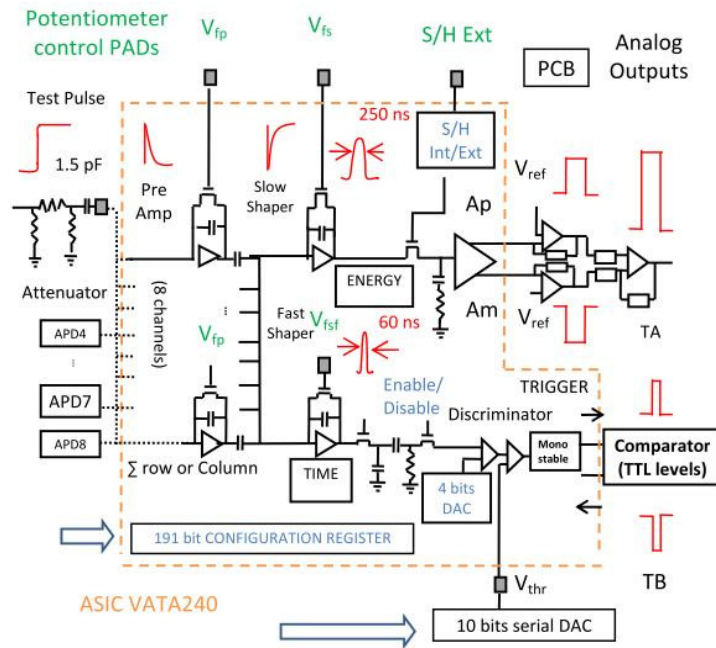 Potentiometer
control PADs
V_fp
V_fs
S/H Ext
PCB
Analog
Outputs
Test Pulse
1.5 pF
Pre
Amp
Slow
Shaper
250 ns
S/H
Int/Ext
V_ref
Ap
ENERGY
Am
V_ref
TA
Attenuator
(8 channels)
APD4
APD7
APD8
Fast
Shaper
V_fp
V_fsf
60 ns
Enable/
Disable
TRIGGER
Discriminator
Mono
stable
Comparator
(TTL levels)
∑ row or Column
TIME
4 bits
DAC
191 bit CONFIGURATION REGISTER
TB
V_thr
ASIC VATA240
10 bits serial DAC